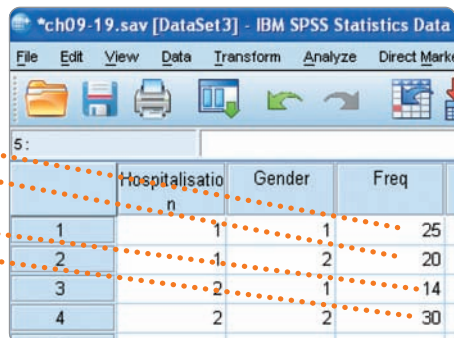 *ch09-19.sav [DataSet3] - IBM SPSS Statistics Data
File Edit View Data Transform Analyze Direct Marke
5:
Hospitalisatio
n Gender Freq
1 1 1 25
2 1 2 20
3 2 1 14
4 2 2 30